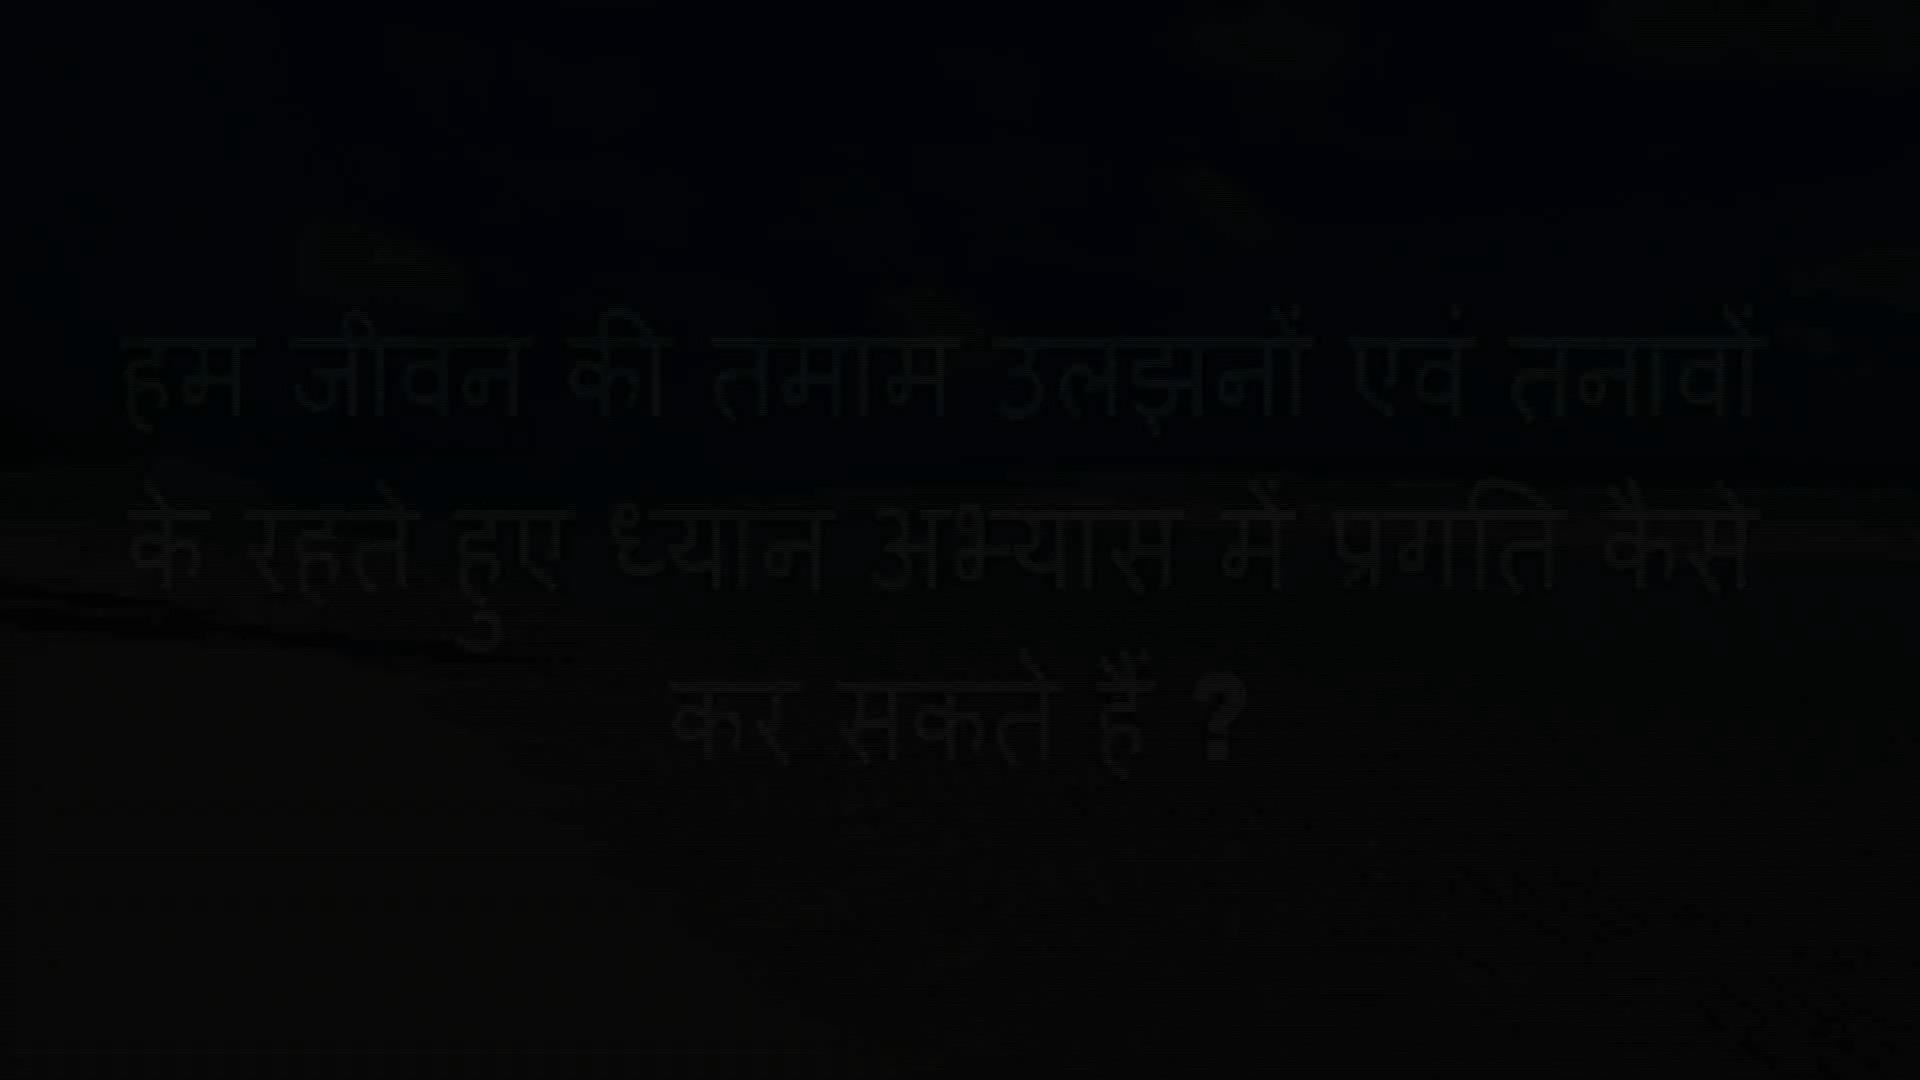 हम जीवन की तमाम उलझनों एवं तनावों
के रहते हुए ध्यान अभ्यास में प्रगति कैसे
कर सकते हैं ?